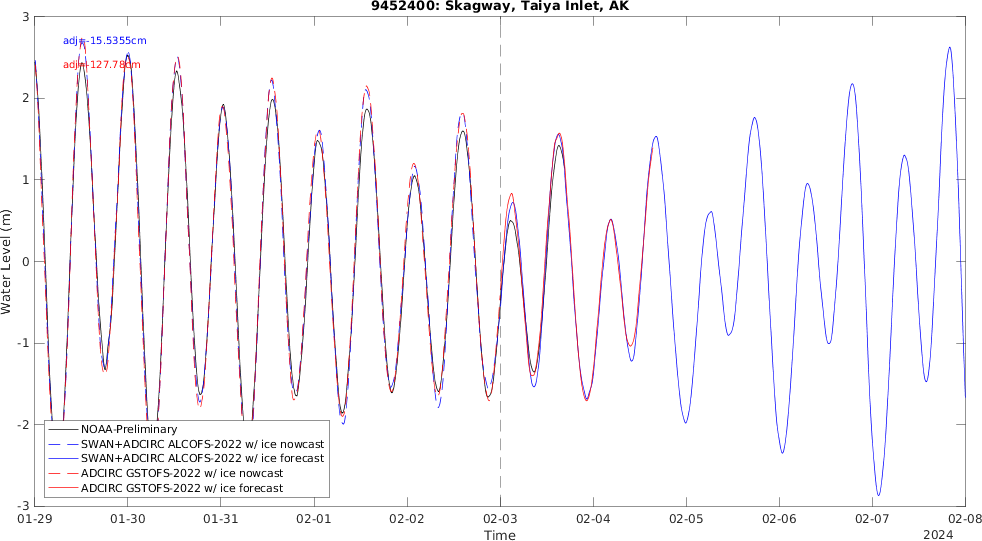 9452400: Skagway, Taiya Inlet, AK
adj=-15.5355cm
adj=-127.78cm
Water Level (m)
3
2
1
0
-1
-2
-3
NOAA-Preliminary
SWAN+ADCIRC ALCOFS-2022 w/ ice nowcast
SWAN+ADCIRC ALCOFS-2022 w/ ice forecast
ADCIRC GSTOFS-2022 w/ ice nowcast
ADCIRC GSTOFS-2022 w/ ice forecast
01-29 01-30 01-31 02-01 02-02 02-03 02-04 02-05 02-06 02-07 02-08
Time
2024